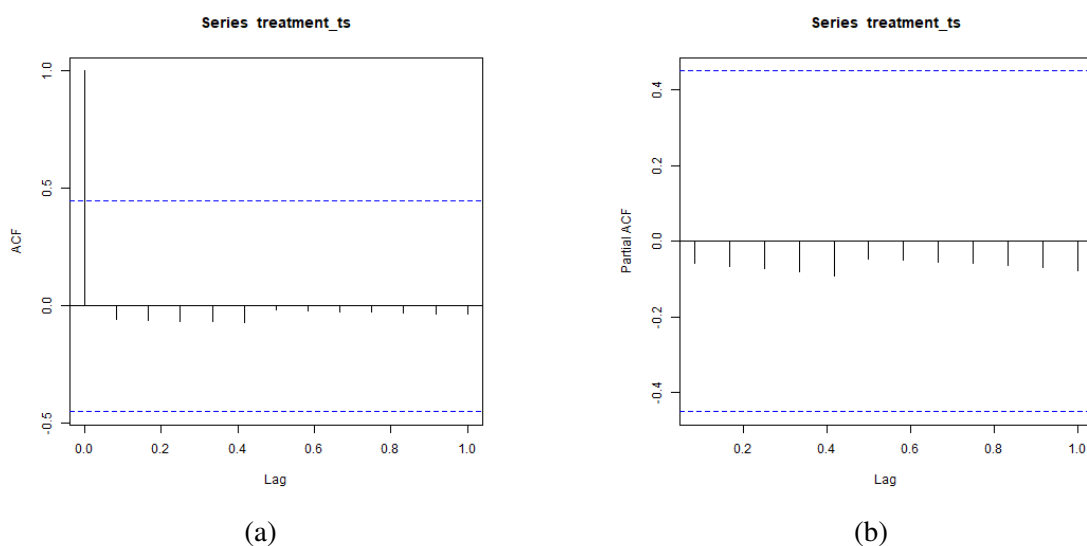 Series treatment_ts
ACF
1.0
0.5
0.0
-0.5
0.0 0.2 0.4 0.6 0.8 1.0
Lag
(a)
Series treatment_ts
Partial ACF
0.4
0.2
0.0
-0.2
-0.4
0.2 0.4 0.6 0.8 1.0
Lag
(b)